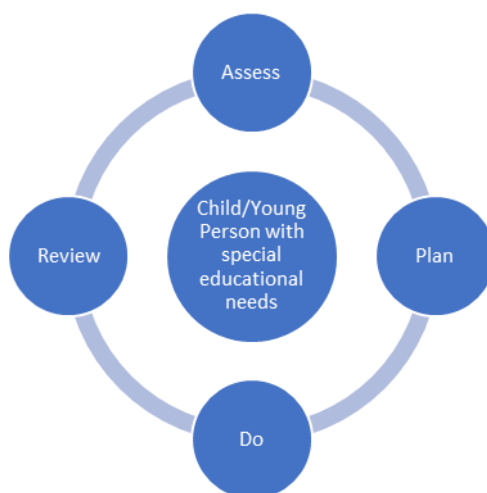 Assess
Child/Young
Person with
special
educational
needs
Review
Plan
Do